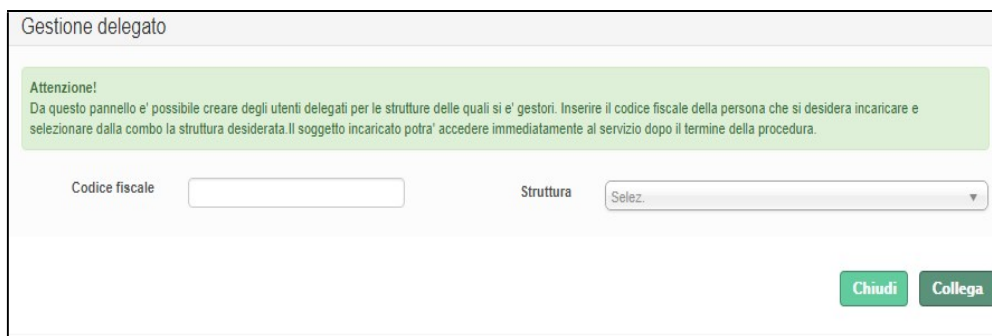 Gestione delegato
Attenzione!
Da questo pannello e' possibile creare degli utenti delegati per le strutture delle quali si e' gestori. Inserire il codice fiscale della persona che si desidera incaricare e
selezionare dalla combo la struttura desiderata.Il soggetto incaricato potra' accedere immediatamente al servizio dopo il termine della procedura.
Codice fiscale
Struttura
Selez.
Chiudi
Collega